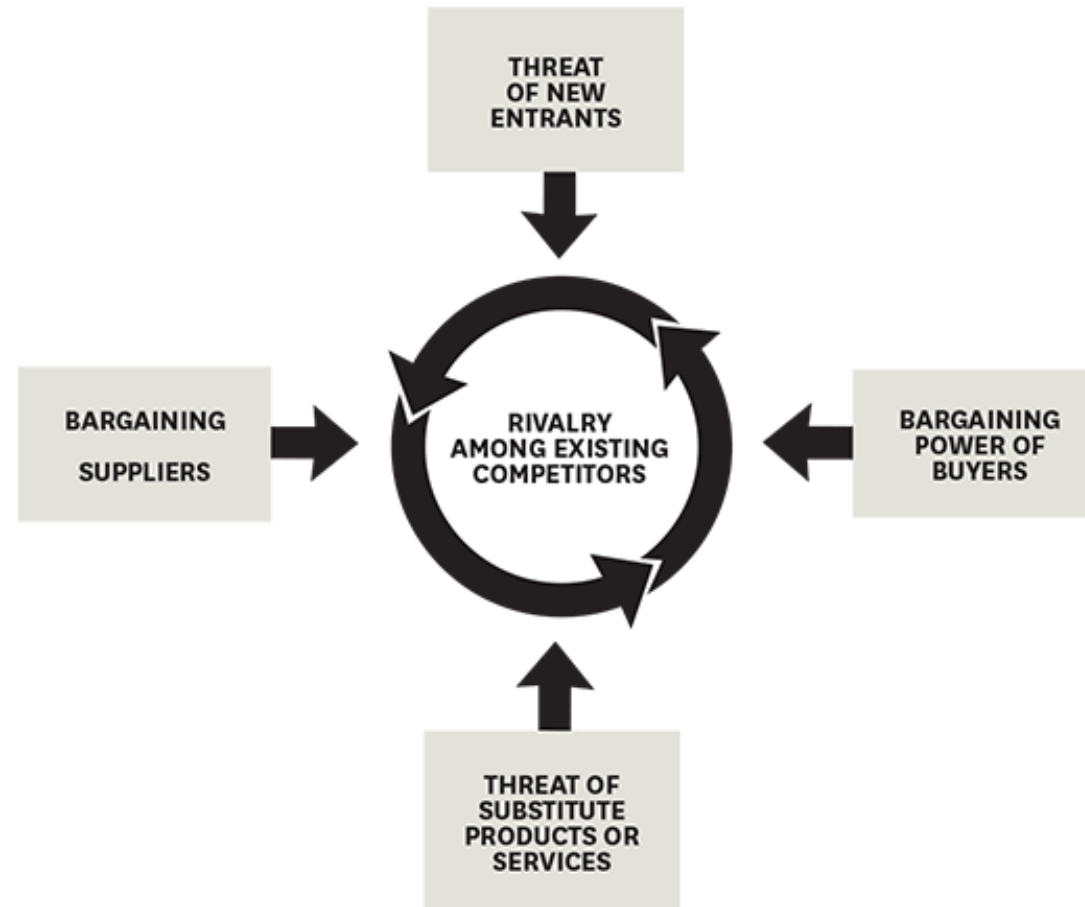 THREAT
OF NEW
ENTRANTS
BARGAINING
SUPPLIERS
RIVALRY
AMONG EXISTING
COMPETITORS
BARGAINING
POWER OF
BUYERS
THREAT OF
SUBSTITUTE
PRODUCTS OR
SERVICES